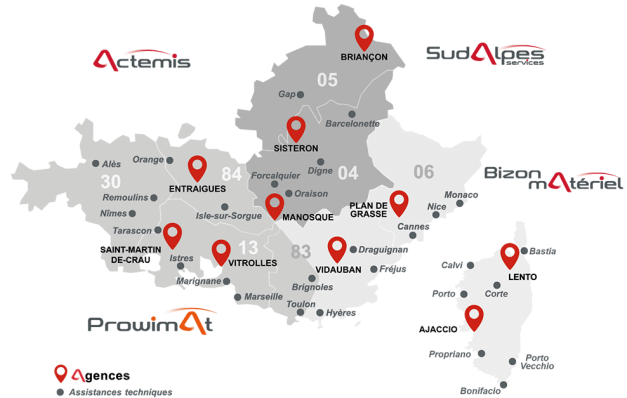 BRIANÇON
Actemis
SudAlpes
services
05
Gap
Barcelonette
SISTERON
Orange
Alès
84
Digne
04
06
Forcalquier
30
ENTRAIGUES
Oraison
Bizon
matériel
Remoulins
Monaco
PLAN DE
GRASSE
Nice
Nîmes
Isle-sur-Sorgue
MANOSQUE
Cannes
Tarascon
SAINT-MARTIN
DE-CRAU
13
83
Draguignan
Bastia
Istres
VITROLLES
VIDAUBAN
Fréjus
Calvi
LENTO
Marignane
Brignoles
Corte
Porto
Marseille
Toulon
Hyères
ProwimAt
AJACCIO
Propriano
Porto
Vecchio
Agences
Assistances techniques
Bonifacio